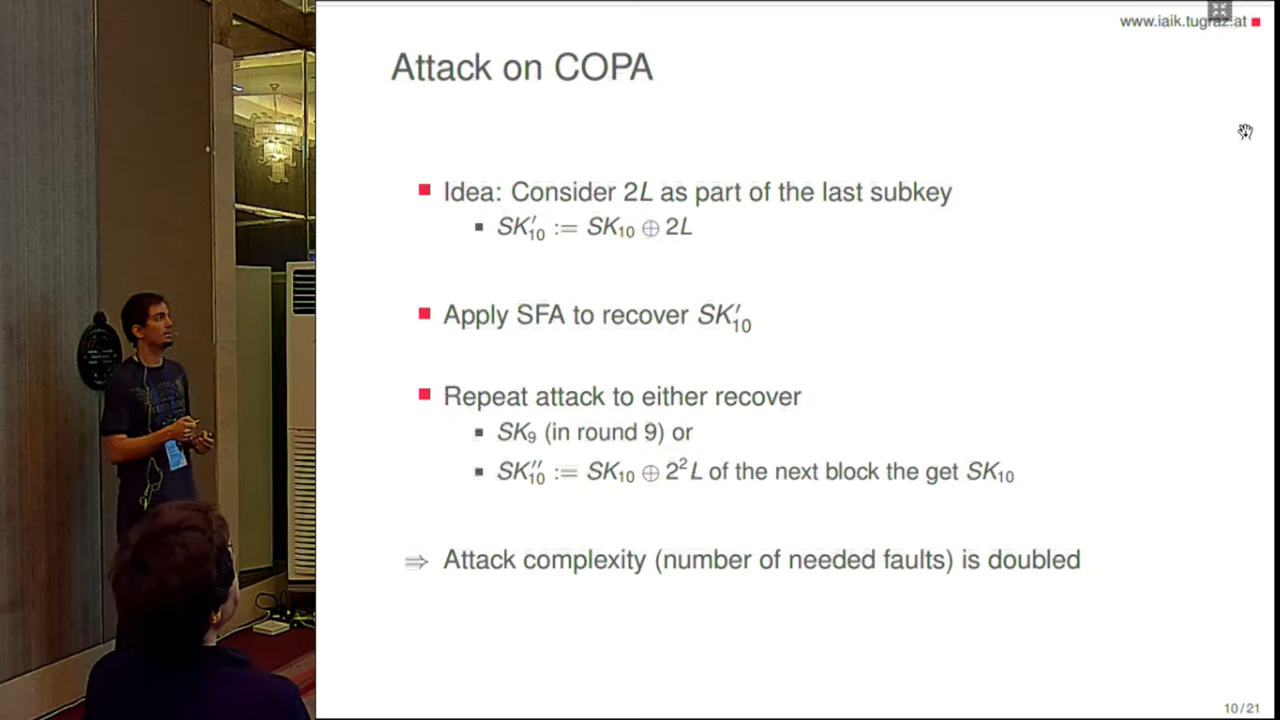 www.iaik.tugraz.at
Attack on COPA
Idea: Consider 2L as part of the last subkey
SK′₁₀ := SK₁₀ ⊕ 2L
Apply SFA to recover SK′₁₀
Repeat attack to either recover
SK₉ (in round 9) or
SK″₁₀ := SK₁₀ ⊕ 2²L of the next block the get SK₁₀
⇒ Attack complexity (number of needed faults) is doubled
10/21